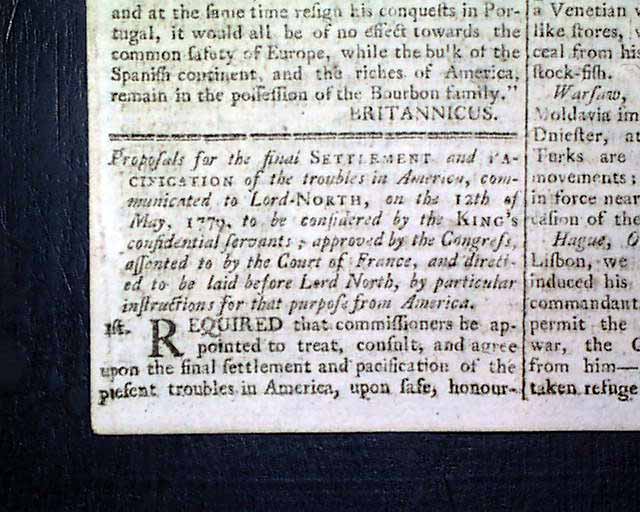 and at the same time resign his conquests in Por-
tugal, it would all be of no effect towards the
common safety of Europe, while the bulk of the
Spanish continent, and the riches of America,
remain in the possession of the Bourbon family."
BRITANNICUS.
Proposals for the final SETTLEMENT and PA-
CIFICATION of the troubles in America, com-
municated to Lord-NORTH, on the 12th of
May, 1779, to be considered by the KING's
confidential servants; approved by the Congress,
assented to by the Court of France, and direct-
ed to be laid before Lord North, by particular
instructions for that purpose from America.
1st. REQUIRED that commissioners be ap-
pointed to treat, consult, and agree
upon the final settlement and pacification of the
present troubles in America, upon safe, honour-
a Venetian
like stores,
ceal from his
stock-fish.
Warsaw,
Moldavia im
Dniester, at
Turks are
movements;
in force near
casion of the
Hague, O
Lisbon, we
induced his
commandant
permit the
war, the
from him—
taken refuge